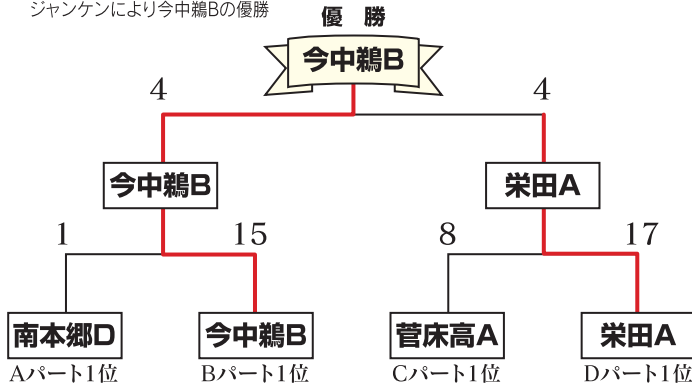 ジャンケンにより今中鵜Bの優勝
優 勝
今中鵜B
4 4
今中鵜B 栄田A
1 15 8 17
南本郷D 今中鵜B 菅床高A 栄田A
Aパート1位 Bパート1位 Cパート1位 Dパート1位